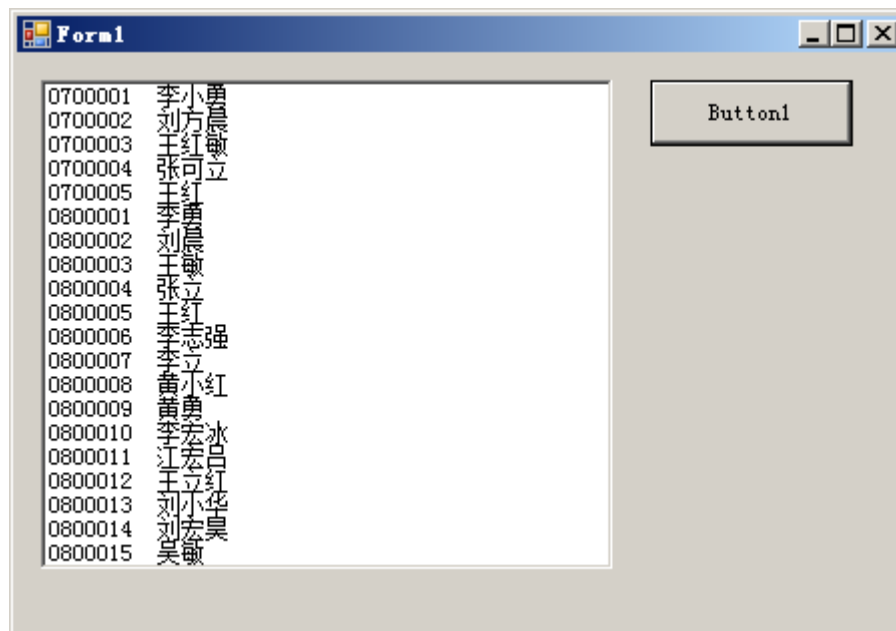 Form1
0700001 李小勇
0700002 刘方晨
0700003 王红敏
0700004 张可立
0700005 王红
0800001 李勇
0800002 刘晨
0800003 王敏
0800004 张立
0800005 王红
0800006 李志强
0800007 李立
0800008 黄小红
0800009 黄勇
0800010 李宏冰
0800011 江宏吕
0800012 王立红
0800013 刘小华
0800014 刘宏昊
0800015 吴敏
Button1